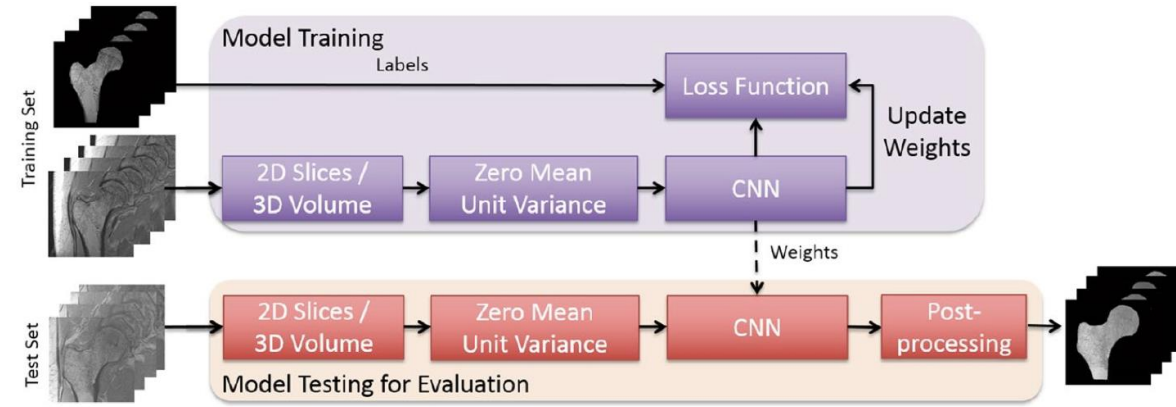 Training Set
Model Training
Labels
Loss Function
Update
Weights
2D Slices /
3D Volume
Zero Mean
Unit Variance
CNN
Weights
Test Set
2D Slices /
3D Volume
Zero Mean
Unit Variance
CNN
Post-
processing
Model Testing for Evaluation